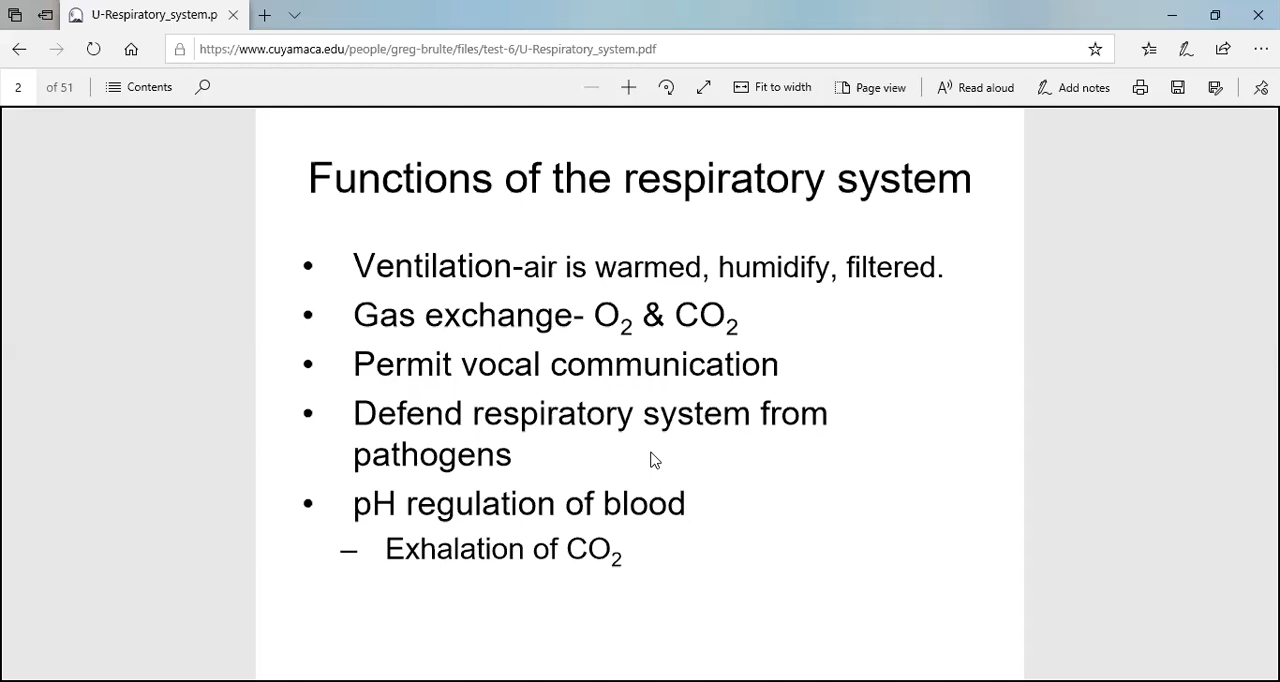 U-Respiratory_system.p
https://www.cuyamaca.edu/people/greg-brulte/files/test-6/U-Respiratory_system.pdf
2 of 51 Contents Fit to width Page view Read aloud Add notes
Functions of the respiratory system
• Ventilation-air is warmed, humidify, filtered.
• Gas exchange- O₂ & CO₂
• Permit vocal communication
• Defend respiratory system from
pathogens
• pH regulation of blood
– Exhalation of CO₂